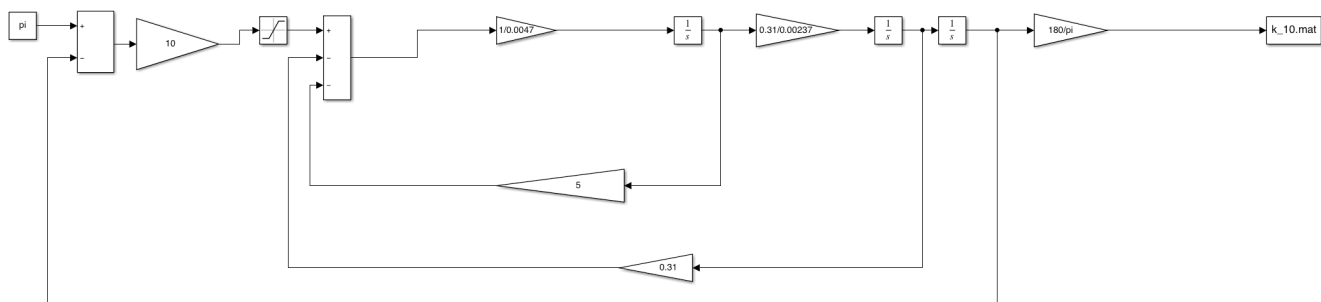 pi
+
−
10
+
−
−
1/0.0047
1
s
0.31/0.00237
1
s
1
s
180/pi
k_10.mat
5
0.31